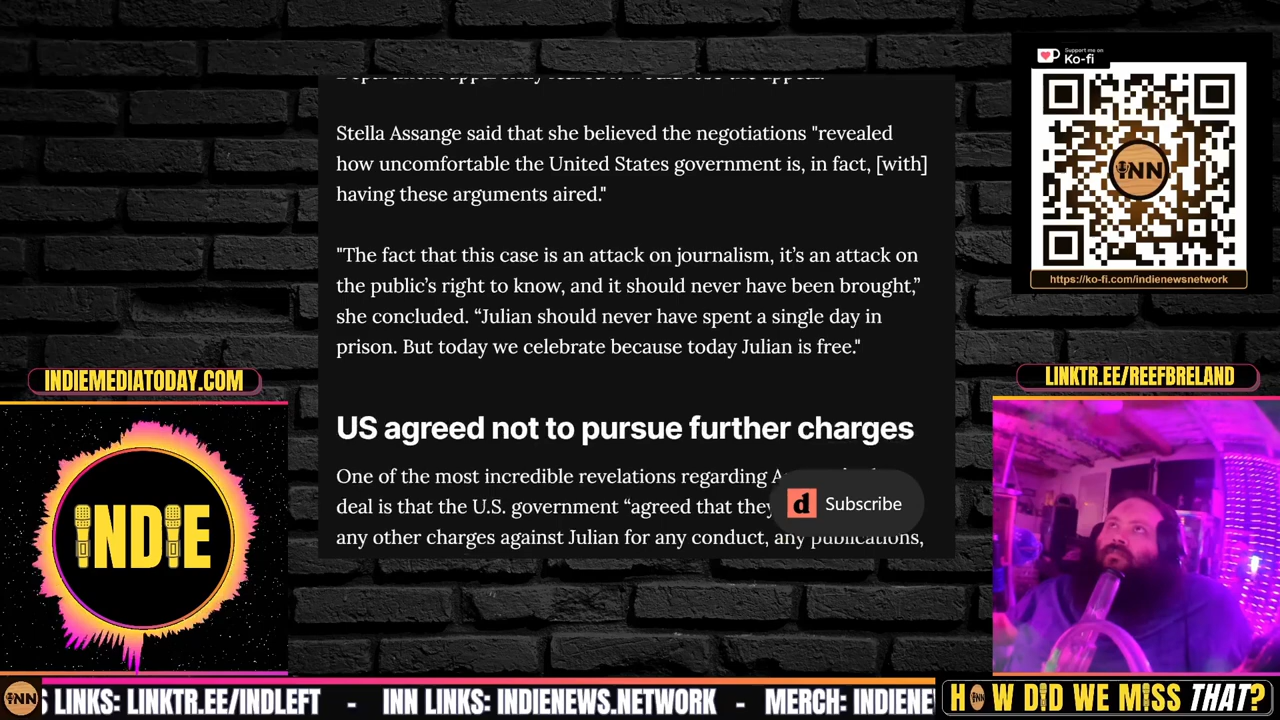 Stella Assange said that she believed the negotiations "revealed
how uncomfortable the United States government is, in fact, [with]
having these arguments aired."
"The fact that this case is an attack on journalism, it’s an attack on
the public’s right to know, and it should never have been brought,”
she concluded. “Julian should never have spent a single day in
prison. But today we celebrate because today Julian is free."
US agreed not to pursue further charges
One of the most incredible revelations regarding
deal is that the U.S. government “agreed that they
any other charges against Julian for any conduct, any publications,
d Subscribe
Support me on
Ko-fi
INN
https://ko-fi.com/indienewsnetwork
INDIEMEDIATODAY.COM
INDIE
LINKTR.EE/REEFBRELAND
INN
S LINKS: LINKTR.EE/INDLEFT - INN LINKS: INDIENEWS.NETWORK - MERCH: INDIENE
HOW DID WE MISS THAT?